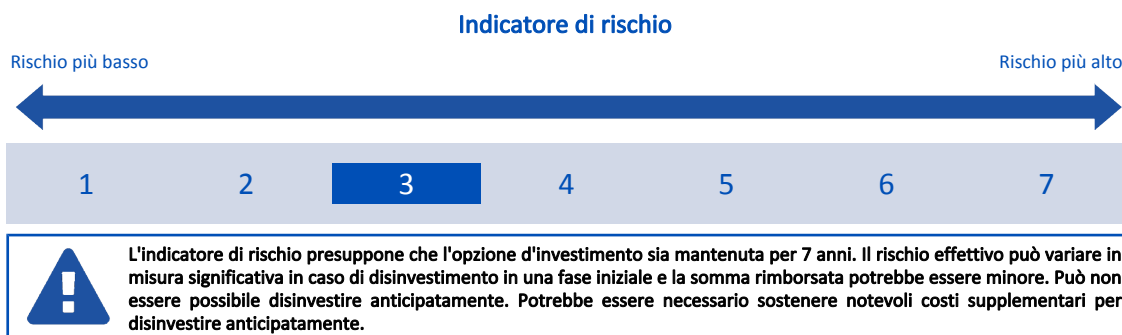 Indicatore di rischio
Rischio più basso Rischio più alto
1 2 3 4 5 6 7
L'indicatore di rischio presuppone che l'opzione d'investimento sia mantenuta per 7 anni. Il rischio effettivo può variare in
misura significativa in caso di disinvestimento in una fase iniziale e la somma rimborsata potrebbe essere minore. Può non
essere possibile disinvestire anticipatamente. Potrebbe essere necessario sostenere notevoli costi supplementari per
disinvestire anticipatamente.